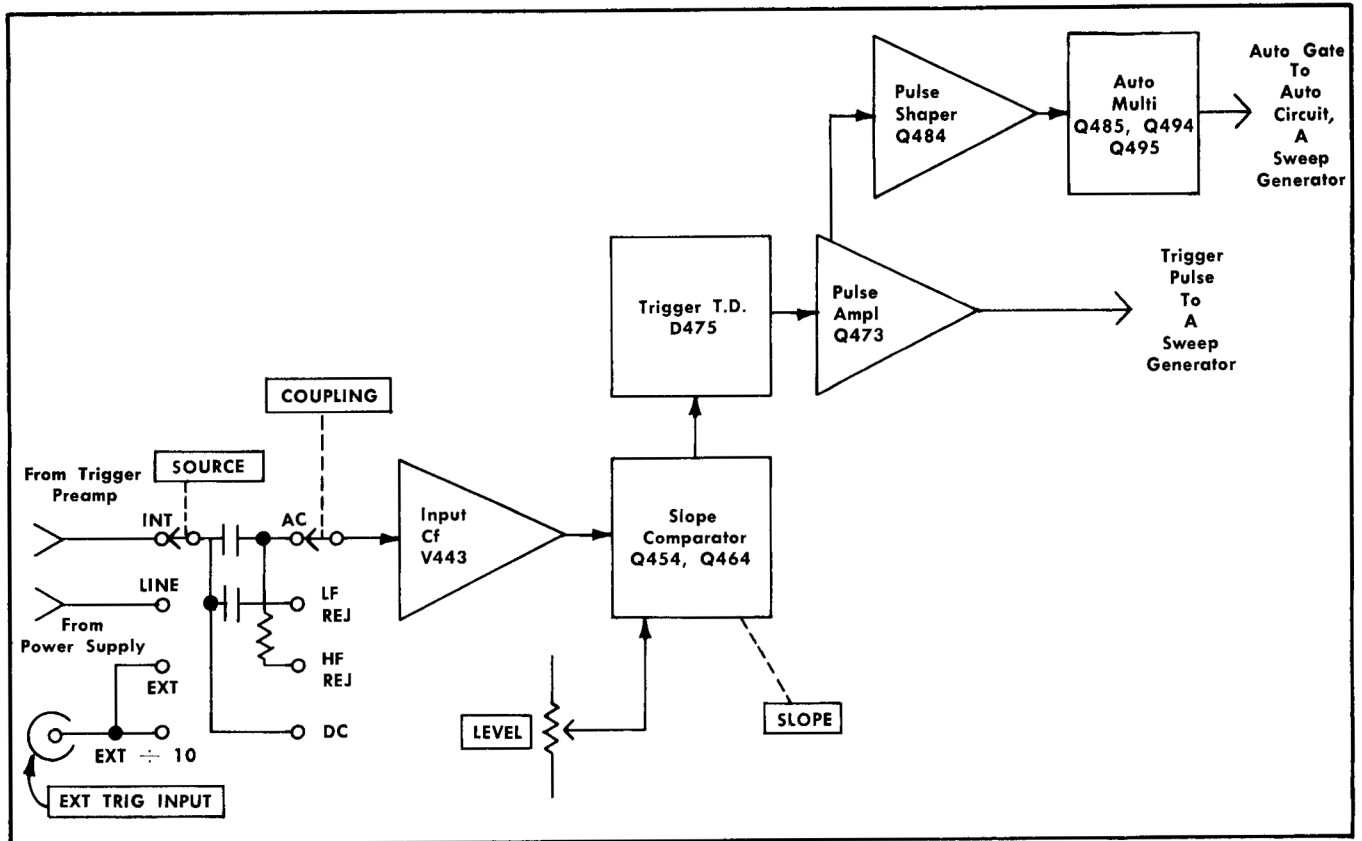 Pulse
Shaper
Q484
Auto
Multi
Q485, Q494
Q495
Auto Gate
To
Auto
Circuit,
A
Sweep
Generator
Trigger T.D.
D475
Pulse
Ampl
Q473
Trigger
Pulse
To
A
Sweep
Generator
COUPLING
SOURCE
From Trigger
Preamp
INT
AC
Input
Cf
V443
Slope
Comparator
Q454, Q464
LINE
LF
REJ
From
Power Supply
HF
REJ
EXT
DC
EXT ÷ 10
LEVEL
SLOPE
EXT TRIG INPUT